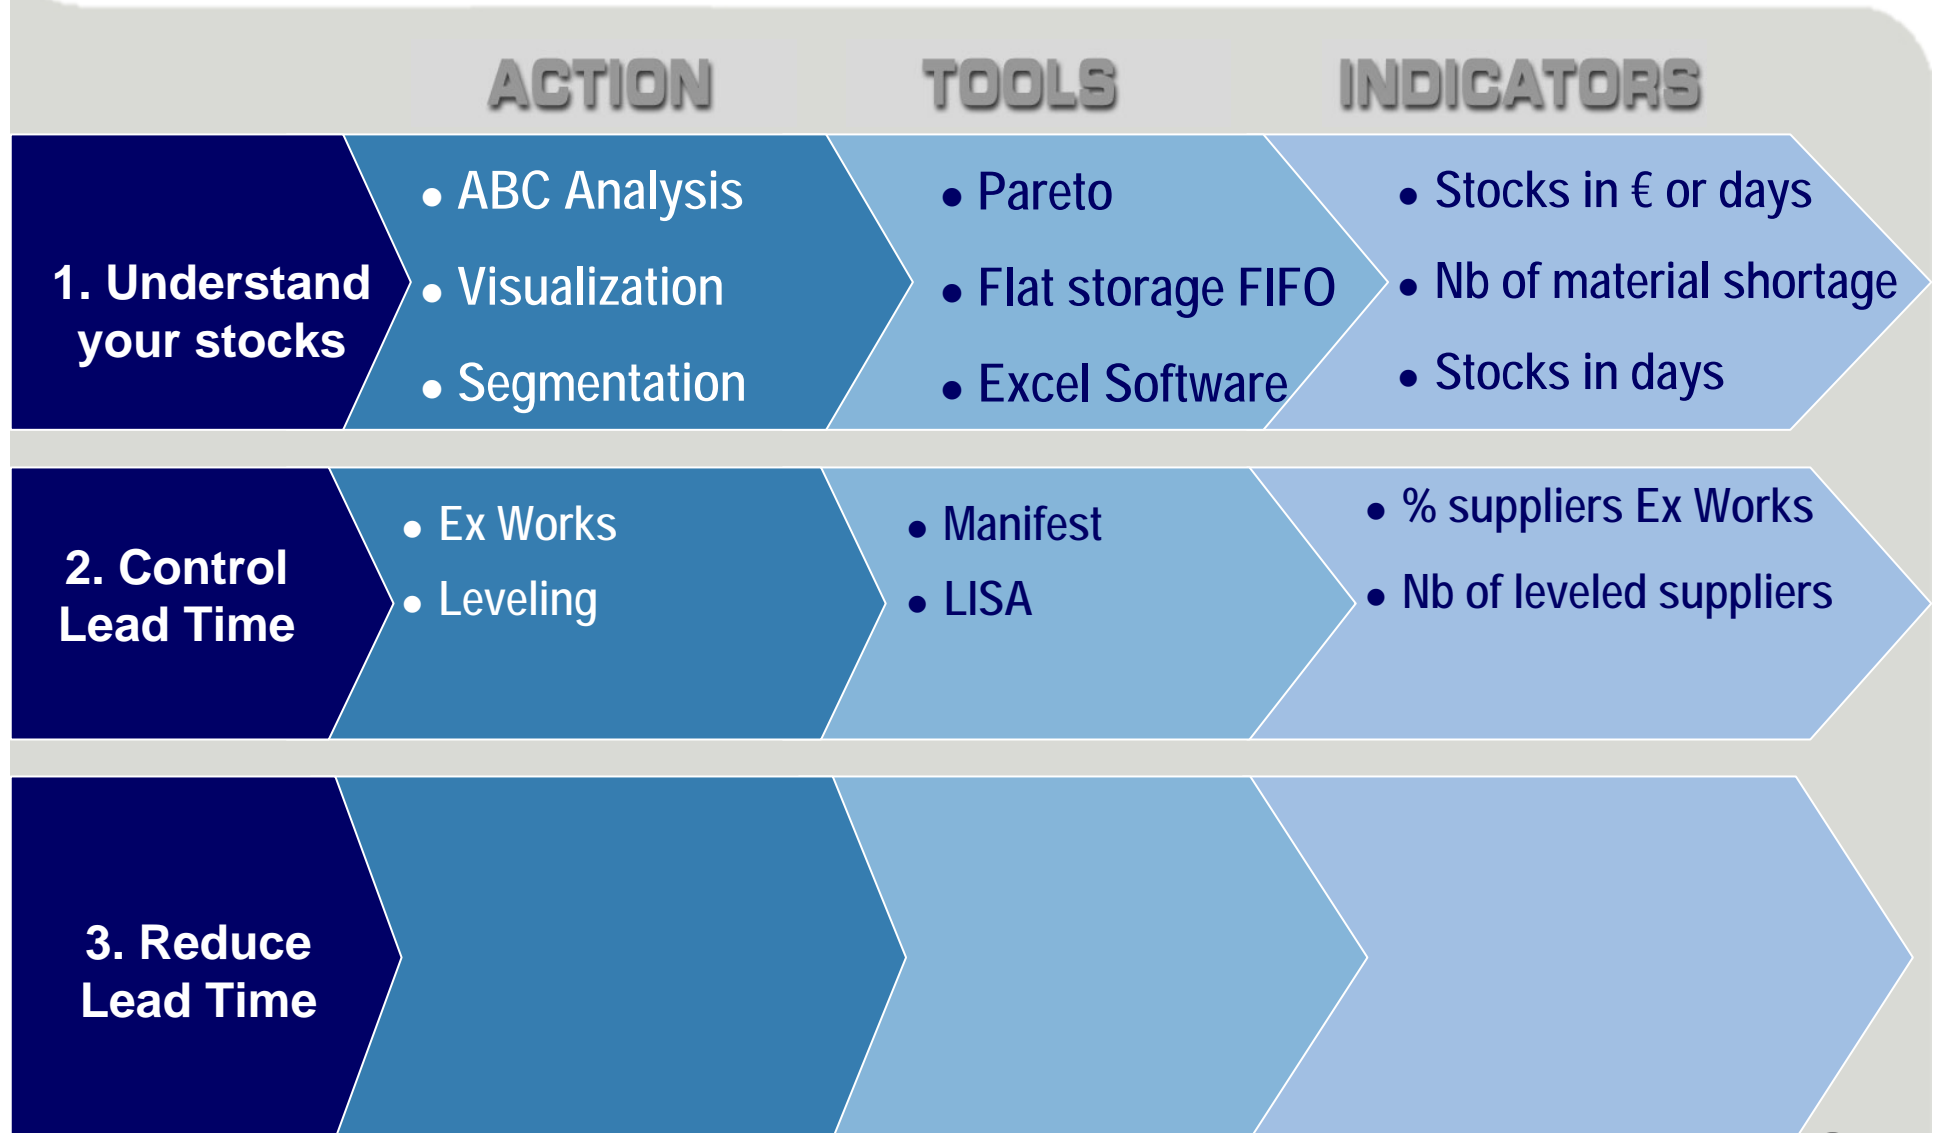 ACTION TOOLS INDICATORS
1. Understand
your stocks
● ABC Analysis
● Visualization
● Segmentation
● Pareto
● Flat storage FIFO
● Excel Software
● Stocks in € or days
● Nb of material shortage
● Stocks in days
2. Control
Lead Time
● Ex Works
● Leveling
● Manifest
● LISA
● % suppliers Ex Works
● Nb of leveled suppliers
3. Reduce
Lead Time